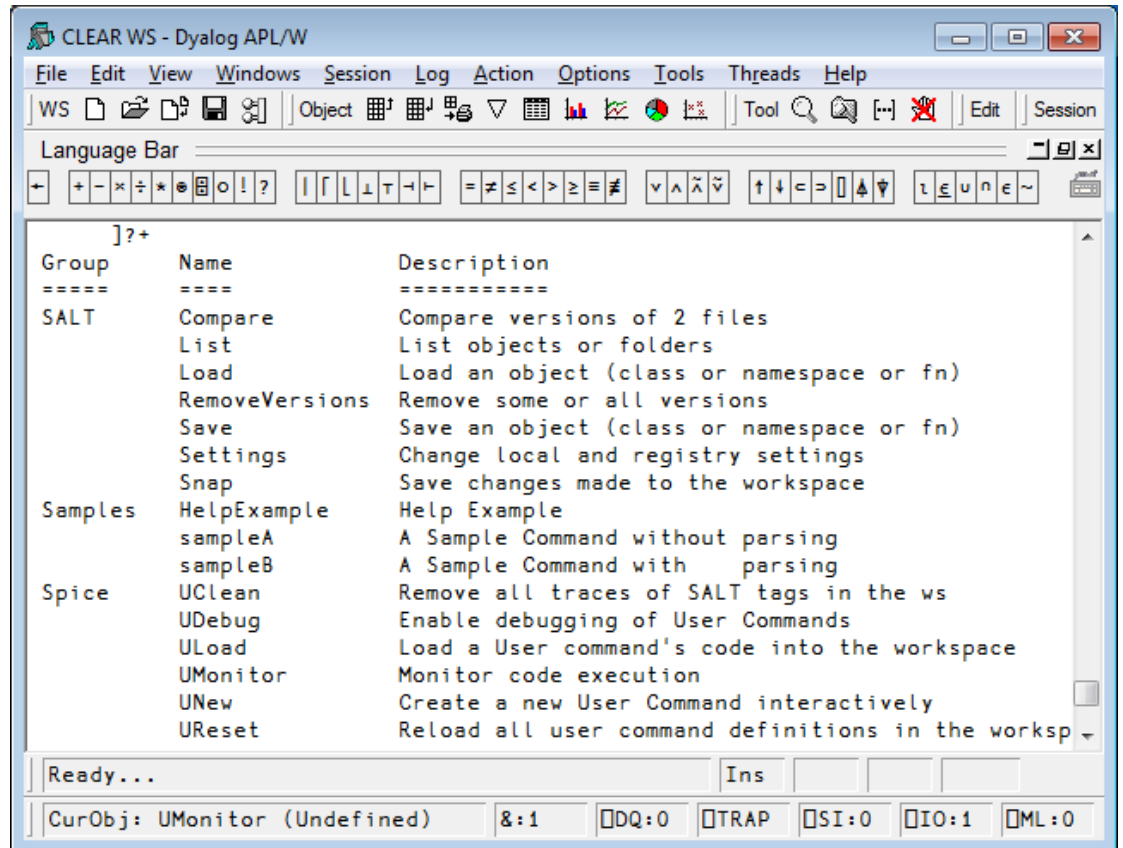 CLEAR WS - Dyalog APL/W
File Edit View Windows Session Log Action Options Tools Threads Help
WS Object Tool Edit Session
Language Bar
← + - × ÷ * ⍟ ⌹ ○ ! ? | ⌈ ⌊ ⊥ ⊤ ⊣ ⊢ = ≠ ≤ < > ≥ ≡ ≢ ∨ ∧ ⍲ ⍱ ↑ ↓ ⊂ ⊃ ⌷ ⍋ ⍒ ⍳ ⍷ ∪ ∩ ∊ ~
]?+
Group Name Description
===== ==== ===========
SALT Compare Compare versions of 2 files
List List objects or folders
Load Load an object (class or namespace or fn)
RemoveVersions Remove some or all versions
Save Save an object (class or namespace or fn)
Settings Change local and registry settings
Snap Save changes made to the workspace
Samples HelpExample Help Example
sampleA A Sample Command without parsing
sampleB A Sample Command with    parsing
Spice UClean Remove all traces of SALT tags in the ws
UDebug Enable debugging of User Commands
ULoad Load a User command's code into the workspace
UMonitor Monitor code execution
UNew Create a new User Command interactively
UReset Reload all user command definitions in the worksp
Ready... Ins
CurObj: UMonitor (Undefined) &:1 ⎕DQ:0 ⎕TRAP ⎕SI:0 ⎕IO:1 ⎕ML:0